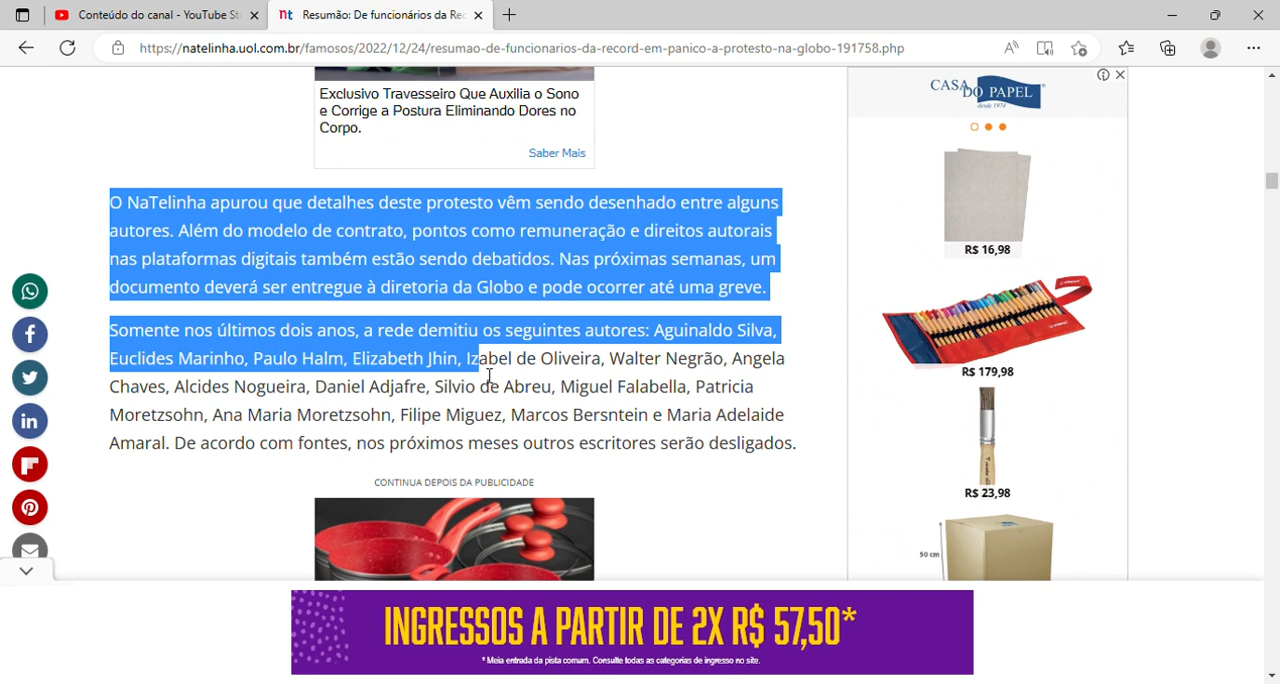 Conteúdo do canal - YouTube St
nt Resumão: De funcionários da Rec
https://natelinha.uol.com.br/famosos/2022/12/24/resumao-de-funcionarios-da-record-em-panico-a-protesto-na-globo-191758.php
Exclusivo Travesseiro Que Auxilia o Sono
e Corrige a Postura Eliminando Dores no
Corpo.
Saber Mais
O NaTelinha apurou que detalhes deste protesto vêm sendo desenhado entre alguns
autores. Além do modelo de contrato, pontos como remuneração e direitos autorais
nas plataformas digitais também estão sendo debatidos. Nas próximas semanas, um
documento deverá ser entregue à diretoria da Globo e pode ocorrer até uma greve.
Somente nos últimos dois anos, a rede demitiu os seguintes autores: Aguinaldo Silva,
Euclides Marinho, Paulo Halm, Elizabeth Jhin, Izabel de Oliveira, Walter Negrão, Angela
Chaves, Alcides Nogueira, Daniel Adjafre, Silvio de Abreu, Miguel Falabella, Patricia
Moretzsohn, Ana Maria Moretzsohn, Filipe Miguez, Marcos Bersntein e Maria Adelaide
Amaral. De acordo com fontes, nos próximos meses outros escritores serão desligados.
CONTINUA DEPOIS DA PUBLICIDADE
CASA
DO PAPEL
desde 1974
R$ 16,98
R$ 179,98
R$ 23,98
50 cm
INGRESSOS A PARTIR DE 2X R$ 57,50*
* Meia entrada da pista comum. Consulte todas as categorias de ingresso no site.